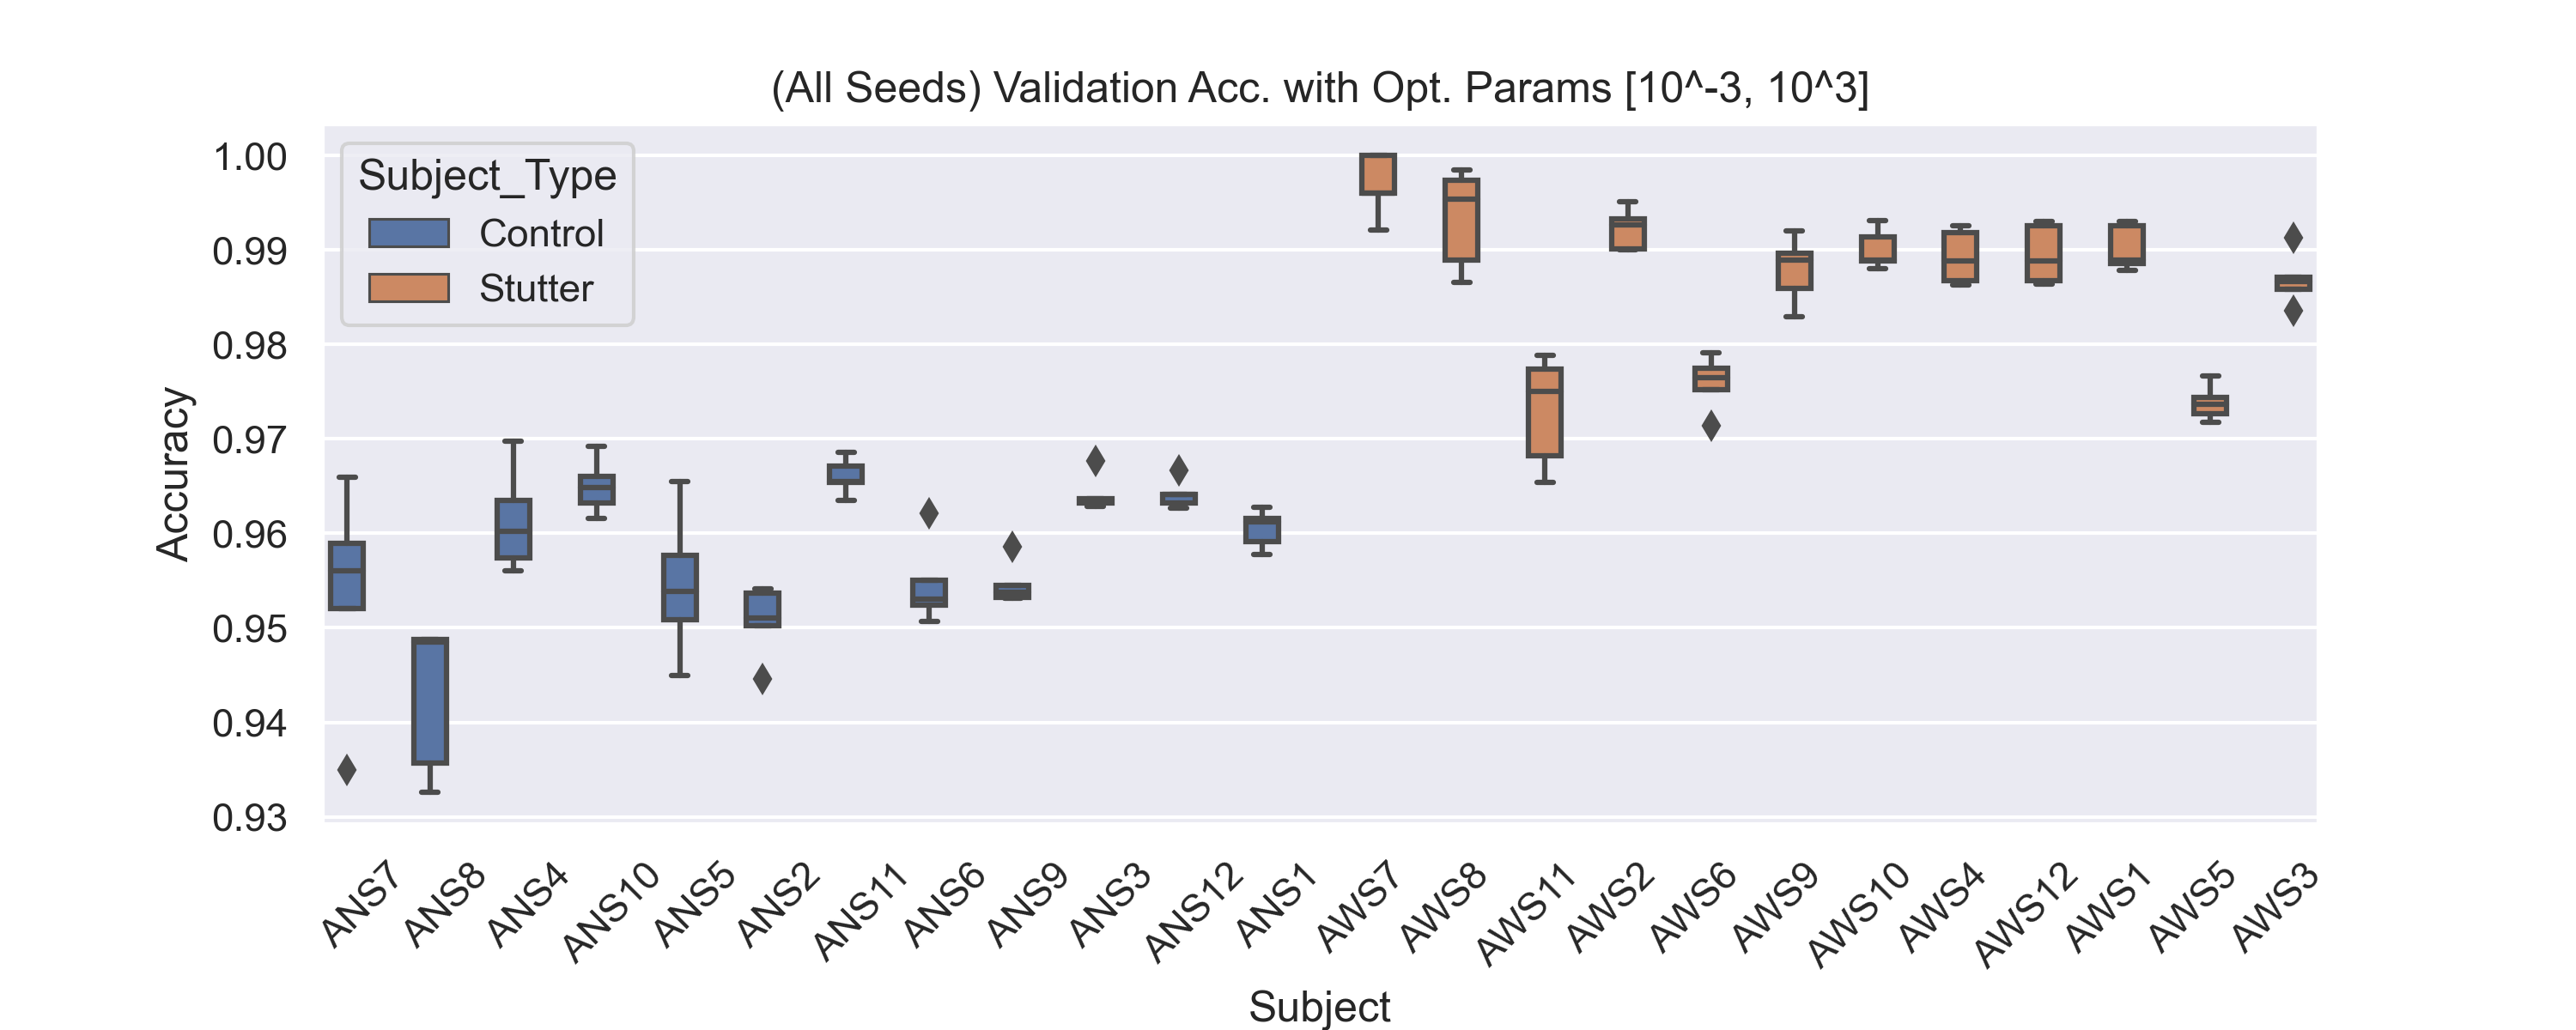 (All Seeds) Validation Acc. with Opt. Params [10^-3, 10^3]
Subject_Type
Control
Stutter
Accuracy
1.00
0.99
0.98
0.97
0.96
0.95
0.94
0.93
ANS7
ANS8
ANS4
ANS10
ANS5
ANS2
ANS11
ANS6
ANS9
ANS3
ANS12
ANS1
AWS7
AWS8
AWS11
AWS2
AWS6
AWS9
AWS10
AWS4
AWS12
AWS1
AWS5
AWS3
Subject